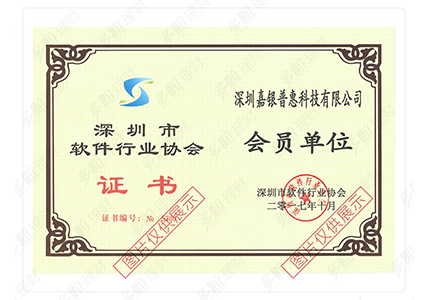 深圳市
软件行业协会
证书
证书编号：№
深圳嘉银普惠科技有限公司
会员单位
深圳市软件行业协会
二〇一七年十月
图片仅供展示
图片仅供展示